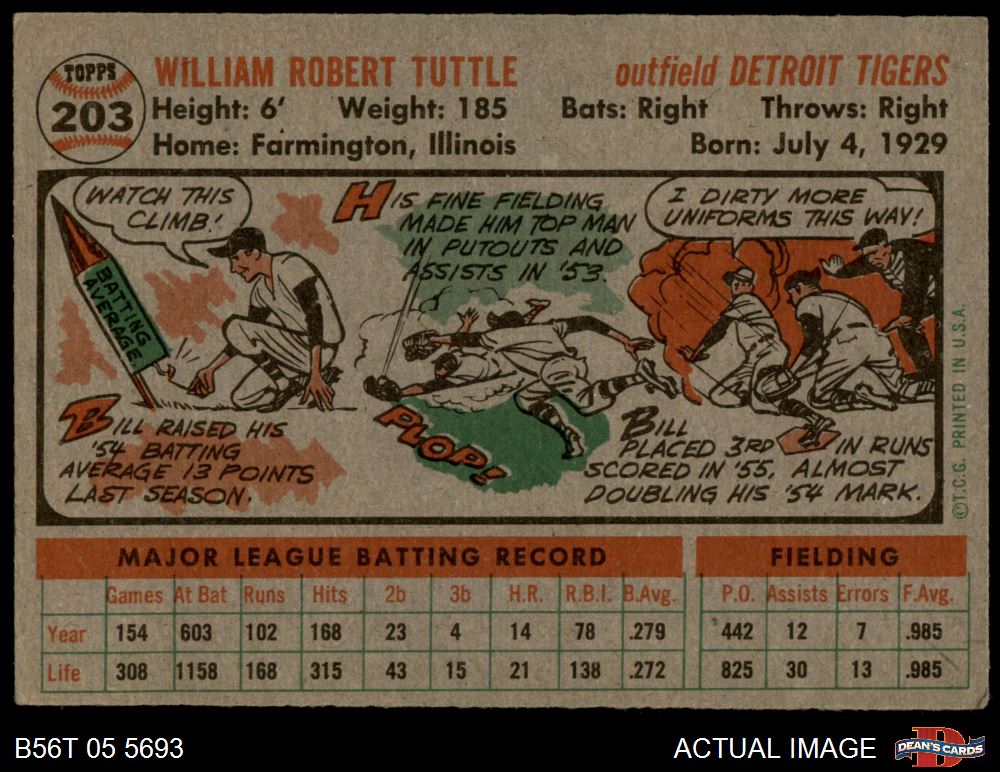 TOPPS
203
WILLIAM ROBERT TUTTLE
outfield DETROIT TIGERS
Height: 6' Weight: 185 Bats: Right Throws: Right
Home: Farmington, Illinois Born: July 4, 1929
WATCH THIS
CLIMB!
BATTING
AVERAGE
BILL RAISED HIS
'54 BATTING
AVERAGE 13 POINTS
LAST SEASON.
HIS FINE FIELDING
MADE HIM TOP MAN
IN PUTOUTS AND
ASSISTS IN '53.
PLOP!
I DIRTY MORE
UNIFORMS THIS WAY!
BILL
PLACED 3RD IN RUNS
SCORED IN '55. ALMOST
DOUBLING HIS '54 MARK.
©T.C.G. PRINTED IN U.S.A.
MAJOR LEAGUE BATTING RECORD FIELDING
Games At Bat Runs Hits 2b 3b H.R. R.B.I. B.Avg. P.O. Assists Errors F.Avg.
Year 154 603 102 168 23 4 14 78 .279 442 12 7 .985
Life 308 1158 168 315 43 15 21 138 .272 825 30 13 .985
B56T 05 5693
ACTUAL IMAGE
D
DEAN'S CARDS